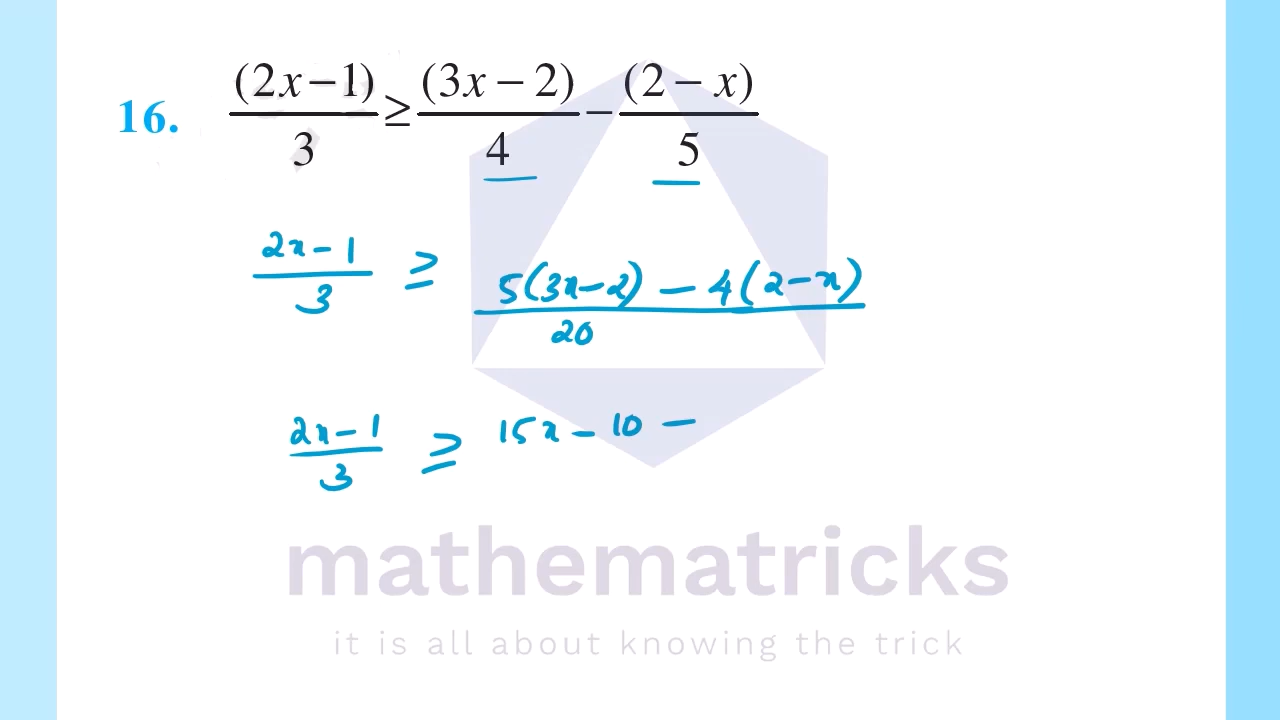 16. (2x−1)/3 ≥ (3x − 2)/4 − (2 − x)/5
2x − 1/3 ≥ 5(3x−2) − 4(2−x)/20
2x − 1/3 ≥ 15x − 10 −
mathematricks
it is all about knowing the trick